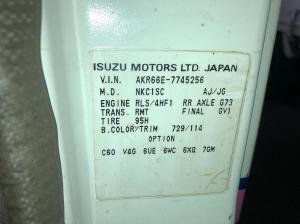 ISUZU MOTORS LTD. JAPAN
V.I.N. AKR66E-7745256
M.D. NKC1SC AJ/JG
ENGINE RLS/4HF1 RR AXLE G73
TRANS. RMT FINAL GV1
TIRE 95H
B.COLOR/TRIM 729/114
OPTION
C60 V4G 6UE 6WC 6XQ 7GM